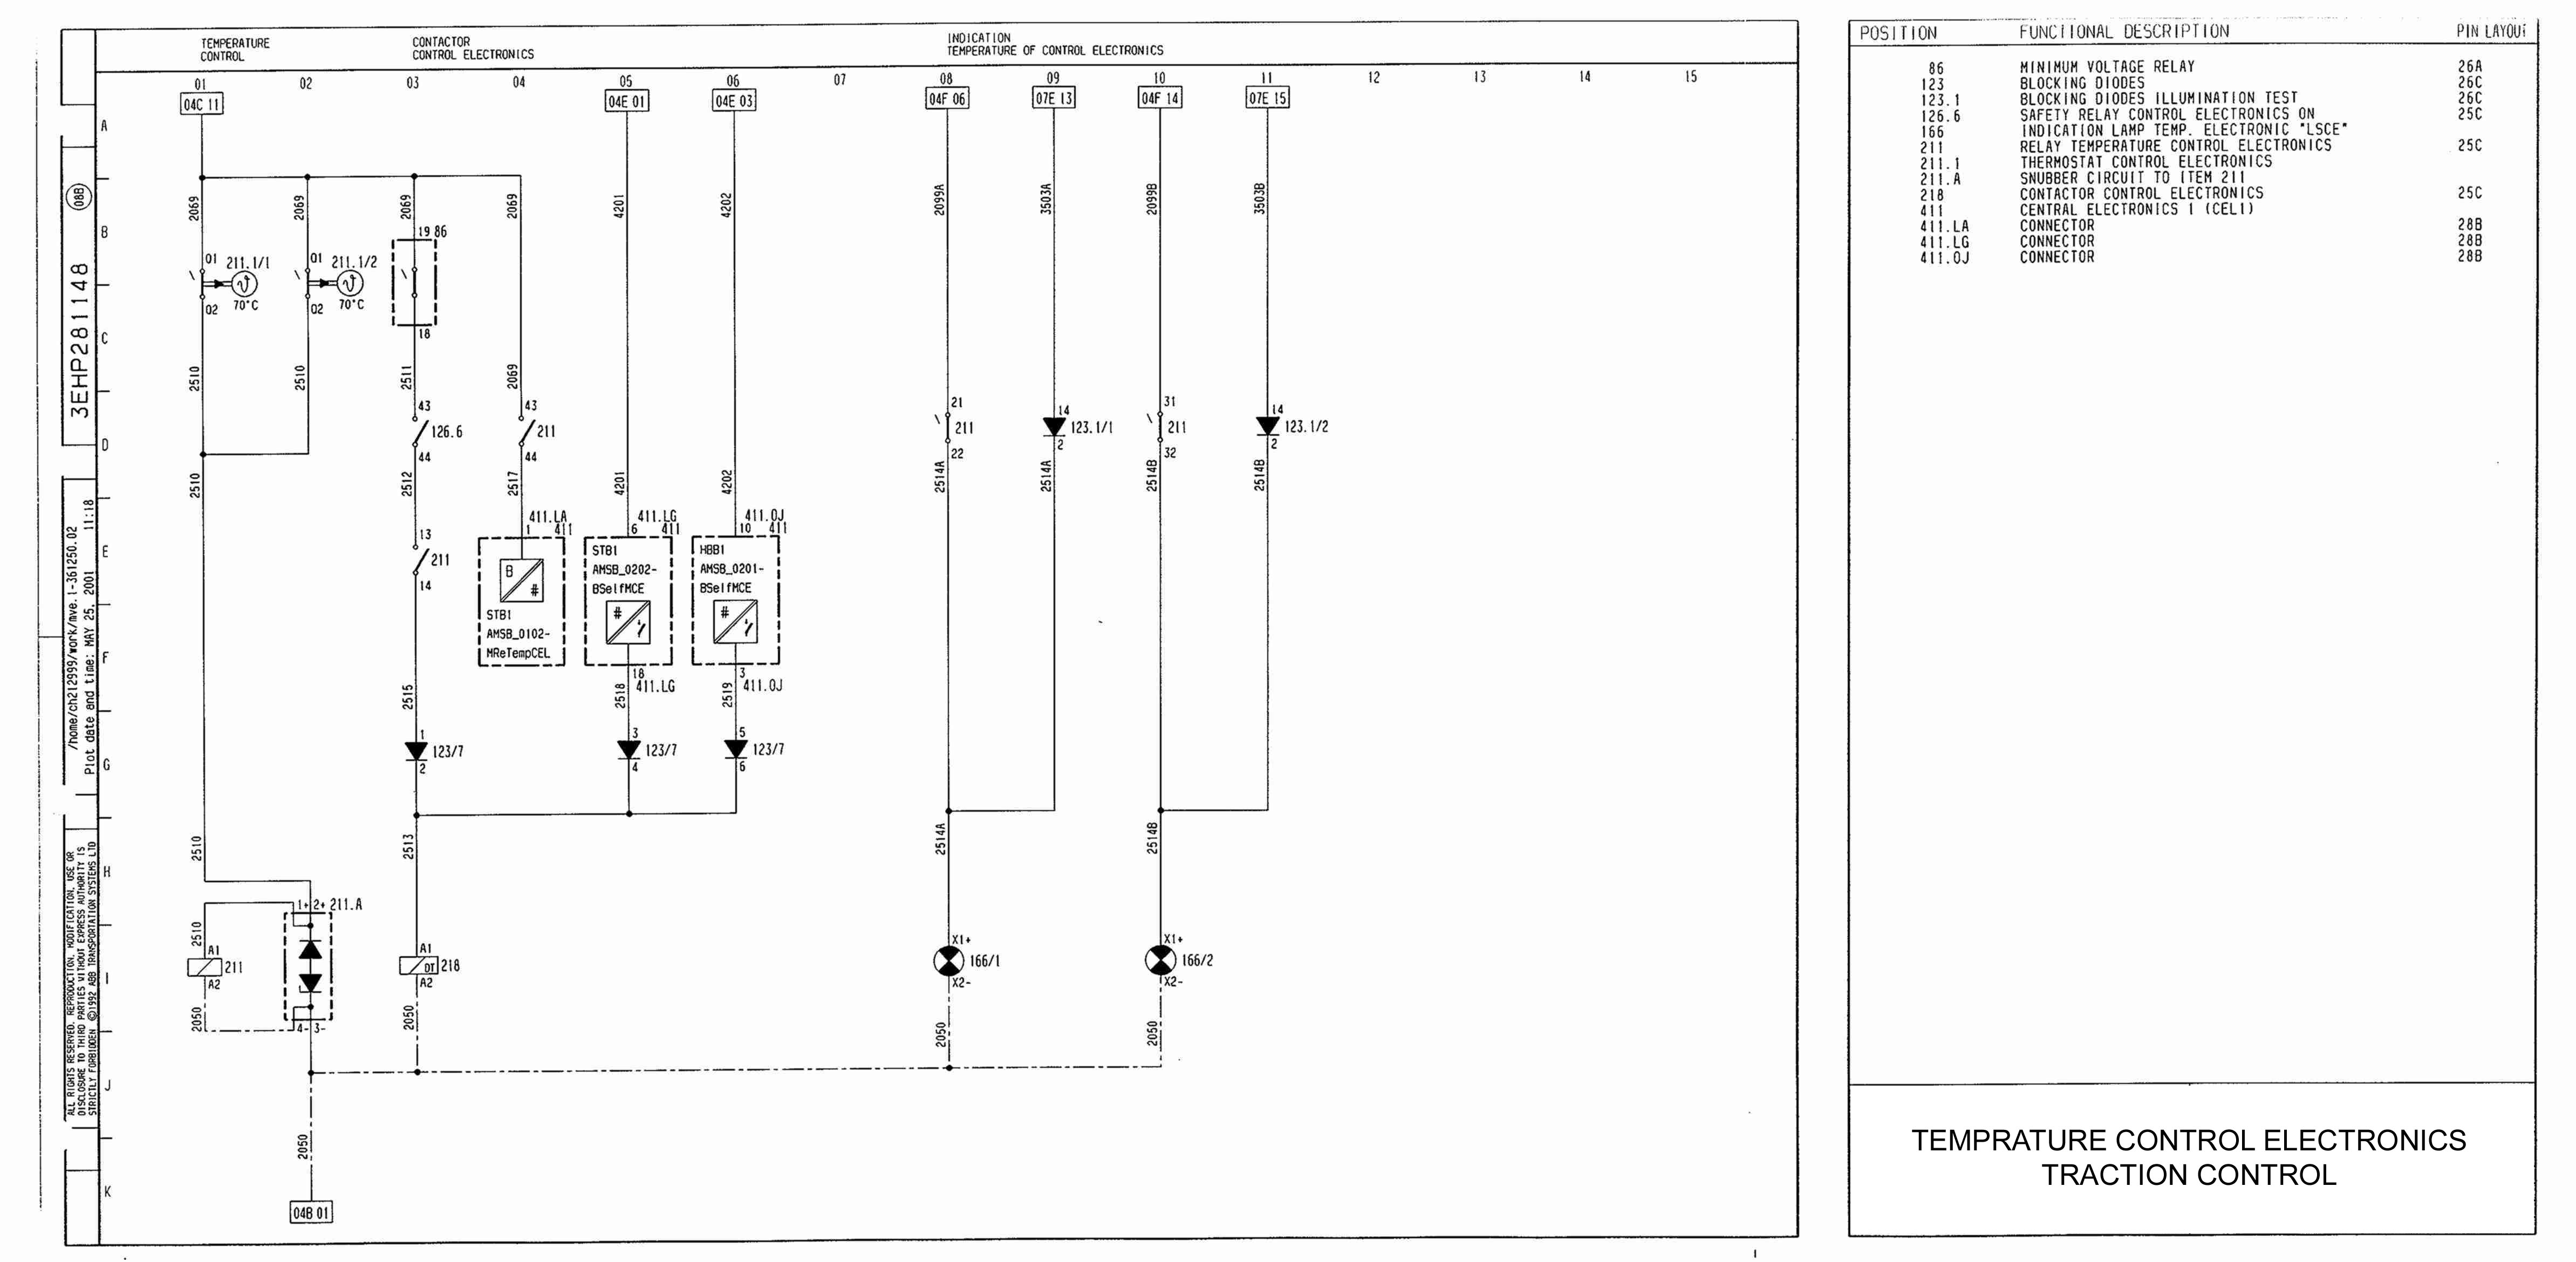 TEMPERATURE
CONTROL
CONTACTOR
CONTROL ELECTRONICS
INDICATION
TEMPERATURE OF CONTROL ELECTRONICS
01 02 03 04 05 06 07 08 09 10 11 12 13 14 15
04C 11
04E 01
04E 03
04F 06
07E 13
04F 14
07E 15
A
B
C
D
E
F
G
H
I
J
K
08B
3EHP281148
/home/ch212999/work/mve.1-361250.02
Plot date and time: MAY 25, 2001 11:18
ALL RIGHTS RESERVED. REPRODUCTION, MODIFICATION, USE OR
DISCLOSURE TO THIRD PARTIES WITHOUT EXPRESS AUTHORITY IS
STRICTLY FORBIDDEN ©1992 ABB TRANSPORTATION SYSTEMS LTD
2069 2069 2069 2069 4201 4202 2099A 3503A 2099B 3503B
19 86
01 211.1/1
70°C
02
01 211.1/2
70°C
02
18
2510 2510 2511 2069
43
126.6
44
43
211
44
21
211
22
14
123.1/1
2
31
211
32
14
123.1/2
2
2510 2512 2517 4201 4202 2514A 2514A 2514B 2514B
13
211
14
411.LA
1 411
B
#
STB1
AMSB_0102-
MReTempCEL
411.LG
6 411
STB1
AMSB_0202-
BSelfMCE
#
18
411.LG
411.OJ
10 411
HBB1
AMSB_0201-
BSelfMCE
#
3
411.OJ
2515 2518 2519
1
123/7
2
3
123/7
4
5
123/7
6
2510 2513 2514A 2514B
1+ 2+ 211.A
2510
A1
211
A2
2050
4- 3-
A1
DT 218
A2
2050
X1+
166/1
X2-
2050
X1+
166/2
X2-
2050
2050
04B 01
POSITION FUNCTIONAL DESCRIPTION PIN LAYOUT
86 MINIMUM VOLTAGE RELAY 26A
123 BLOCKING DIODES 26C
123.1 BLOCKING DIODES ILLUMINATION TEST 26C
126.6 SAFETY RELAY CONTROL ELECTRONICS ON 25C
166 INDICATION LAMP TEMP. ELECTRONIC "LSCE"
211 RELAY TEMPERATURE CONTROL ELECTRONICS 25C
211.1 THERMOSTAT CONTROL ELECTRONICS
211.A SNUBBER CIRCUIT TO ITEM 211
218 CONTACTOR CONTROL ELECTRONICS 25C
411 CENTRAL ELECTRONICS 1 (CEL1)
411.LA CONNECTOR 28B
411.LG CONNECTOR 28B
411.OJ CONNECTOR 28B
TEMPRATURE CONTROL ELECTRONICS
TRACTION CONTROL